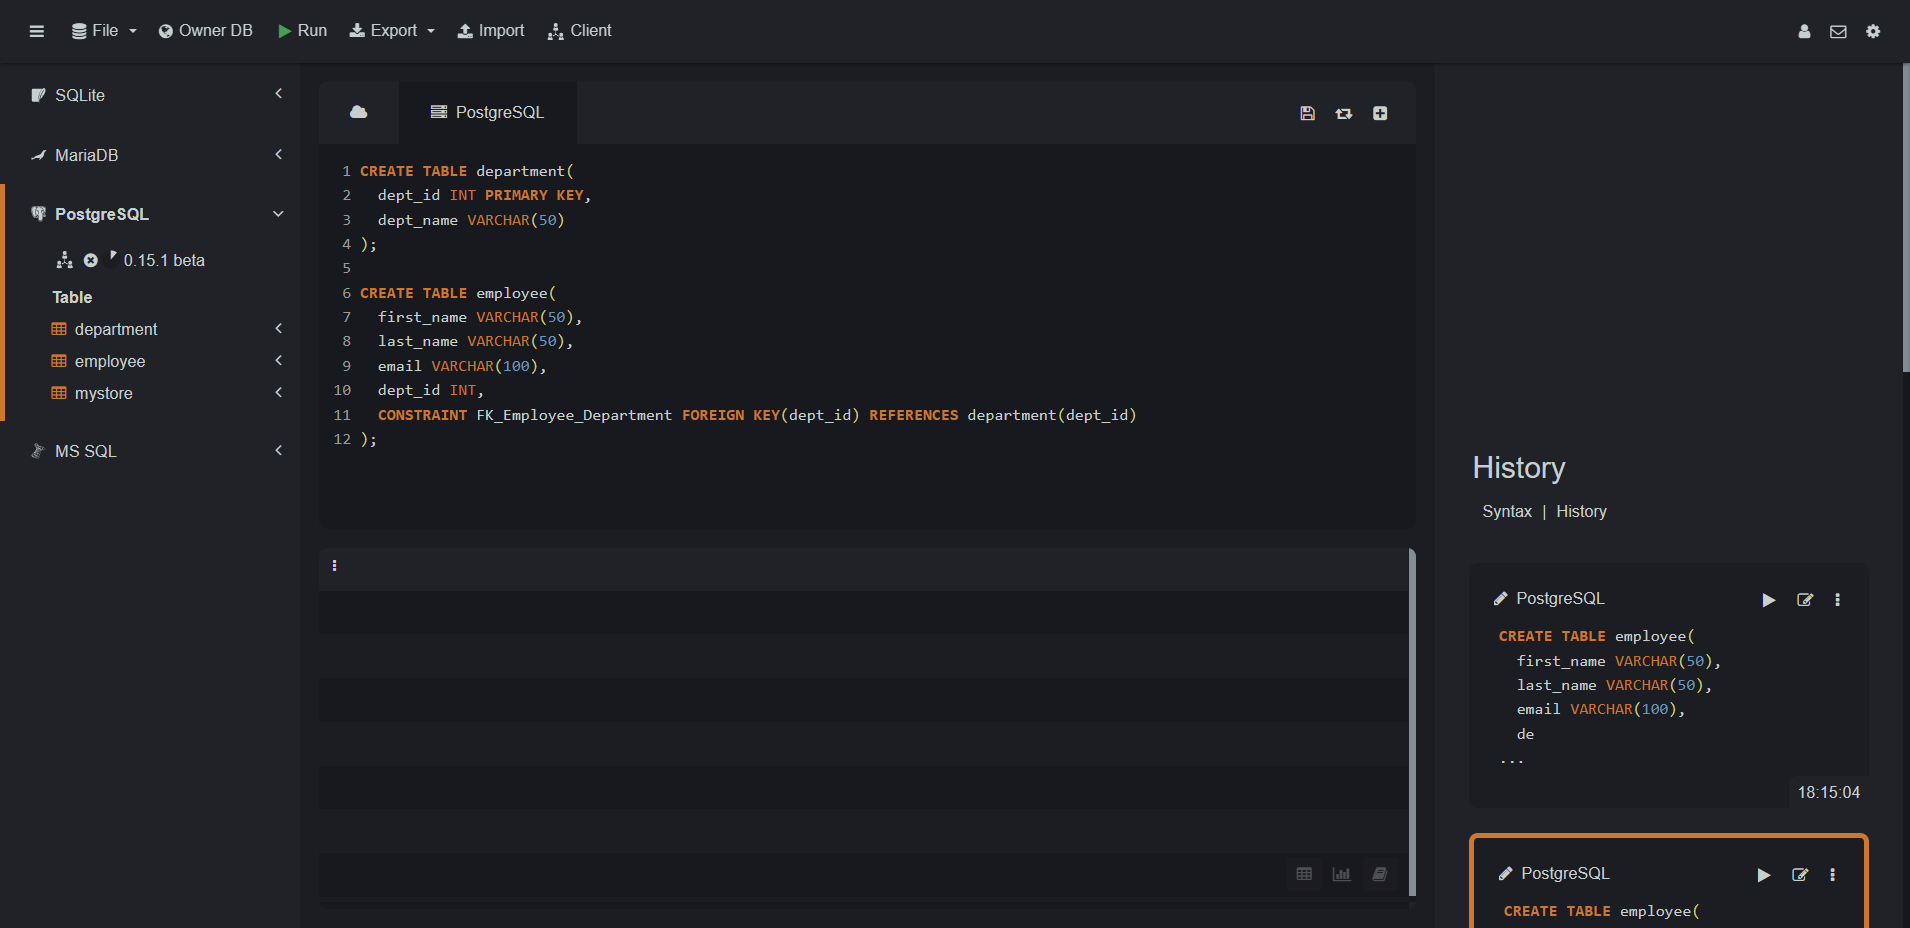 File Owner DB Run Export Import Client
SQLite
MariaDB
PostgreSQL
0.15.1 beta
Table
department
employee
mystore
MS SQL
PostgreSQL
1 CREATE TABLE department(
2   dept_id INT PRIMARY KEY,
3   dept_name VARCHAR(50)
4 );
5
6 CREATE TABLE employee(
7   first_name VARCHAR(50),
8   last_name VARCHAR(50),
9   email VARCHAR(100),
10   dept_id INT,
11   CONSTRAINT FK_Employee_Department FOREIGN KEY(dept_id) REFERENCES department(dept_id)
12 );
History
Syntax | History
PostgreSQL
CREATE TABLE employee(
  first_name VARCHAR(50),
  last_name VARCHAR(50),
  email VARCHAR(100),
  de
...
18:15:04
PostgreSQL
CREATE TABLE employee(